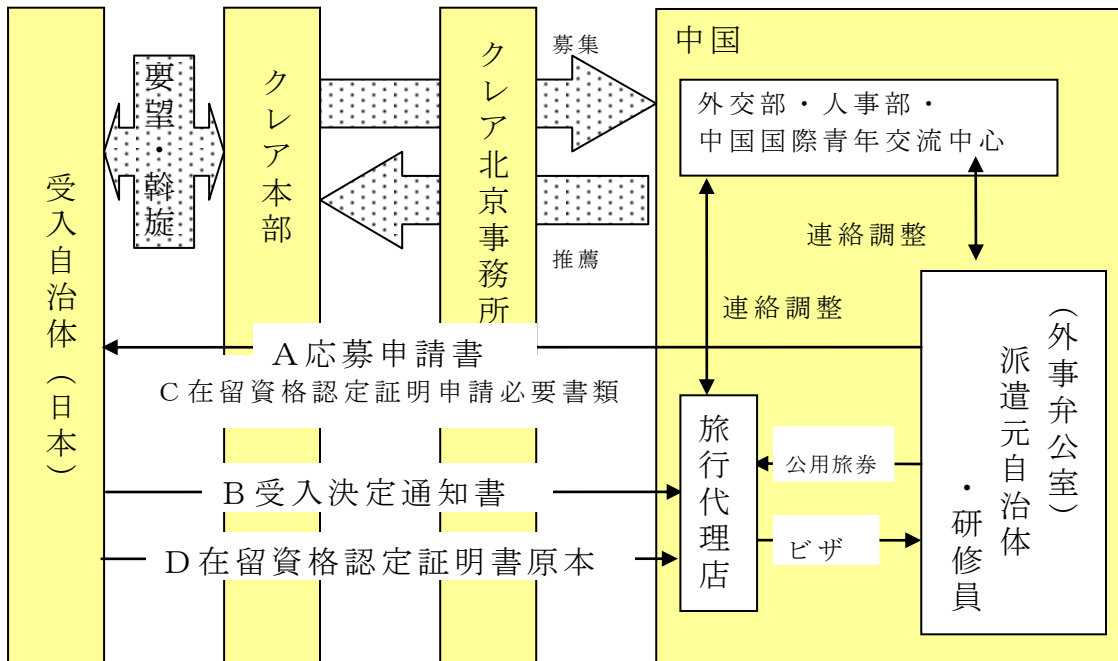 受入自治体（日本）
要望・斡旋
クレア本部
クレア北京事務所
募集
推薦
中国
外交部・人事部・
中国国際青年交流中心
連絡調整
連絡調整
A応募申請書
C在留資格認定証明申請必要書類
B受入決定通知書
D在留資格認定証明書原本
旅行代理店
公用旅券
ビザ
（外事弁公室）
派遣元自治体
・研修員